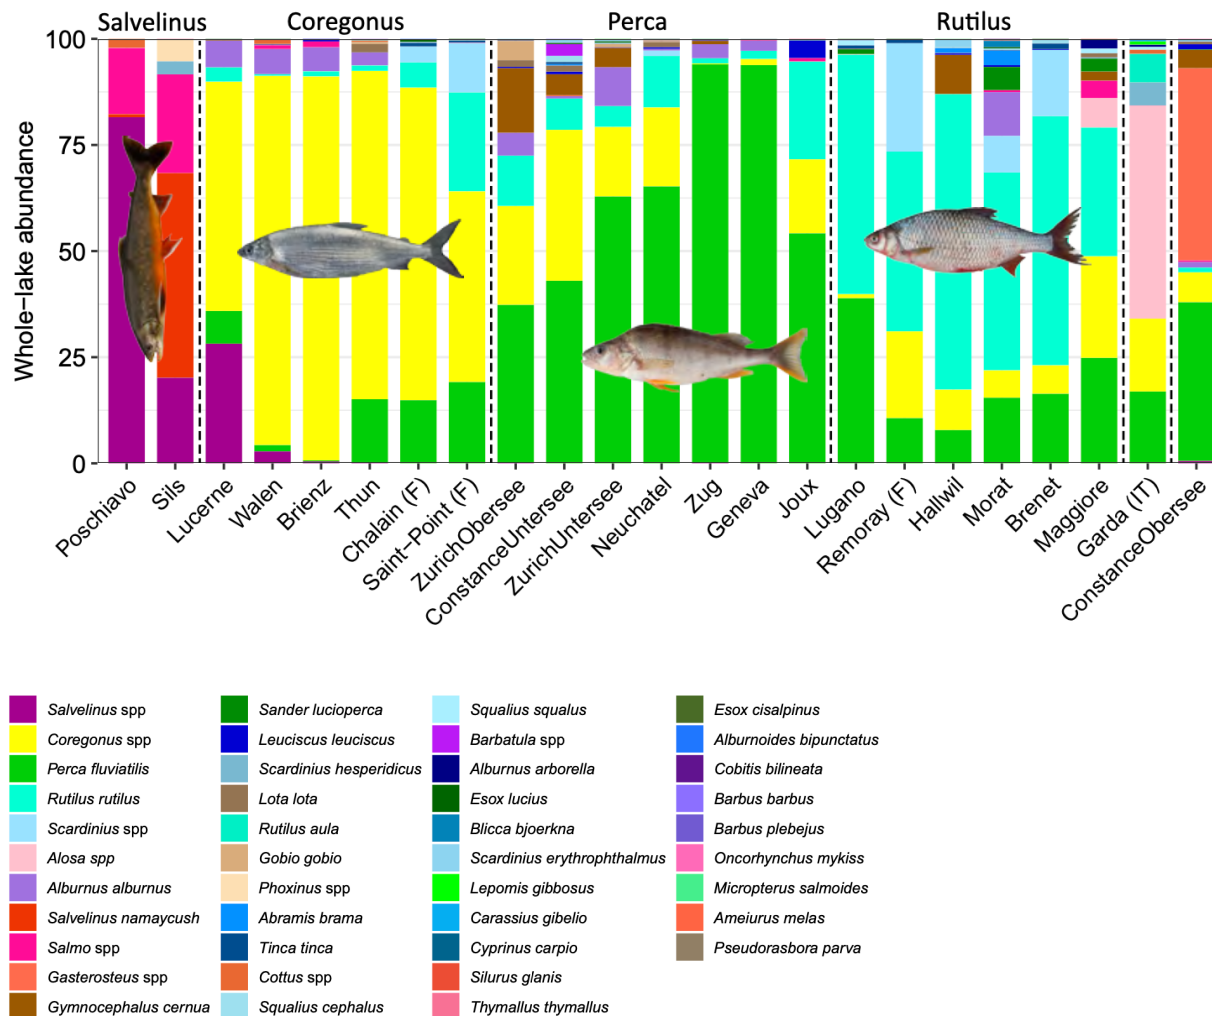 Salvelinus Coregonus Perca Rutilus
Whole-lake abundance
100
75
50
25
0
Poschiavo
Sils
Lucerne
Walen
Brienz
Thun
Chalain (F)
Saint-Point (F)
ZurichObersee
ConstanceUntersee
ZurichUntersee
Neuchatel
Zug
Geneva
Joux
Lugano
Remoray (F)
Hallwil
Morat
Brenet
Maggiore
Garda (IT)
ConstanceObersee
Salvelinus spp
Coregonus spp
Perca fluviatilis
Rutilus rutilus
Scardinius spp
Alosa spp
Alburnus alburnus
Salvelinus namaycush
Salmo spp
Gasterosteus spp
Gymnocephalus cernua
Sander lucioperca
Leuciscus leuciscus
Scardinius hesperidicus
Lota lota
Rutilus aula
Gobio gobio
Phoxinus spp
Abramis brama
Tinca tinca
Cottus spp
Squalius cephalus
Squalius squalus
Barbatula spp
Alburnus arborella
Esox lucius
Blicca bjoerkna
Scardinius erythrophthalmus
Lepomis gibbosus
Carassius gibelio
Cyprinus carpio
Silurus glanis
Thymallus thymallus
Esox cisalpinus
Alburnoides bipunctatus
Cobitis bilineata
Barbus barbus
Barbus plebejus
Oncorhynchus mykiss
Micropterus salmoides
Ameiurus melas
Pseudorasbora parva